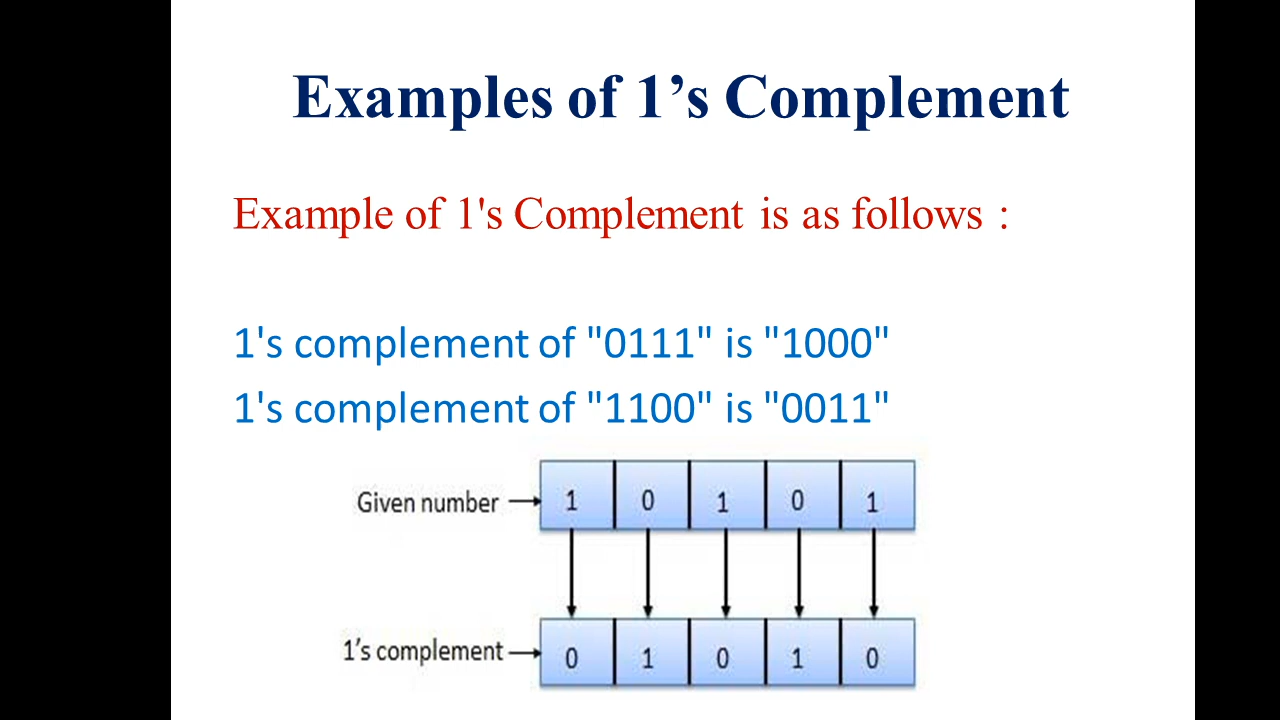 Examples of 1’s Complement
Example of 1's Complement is as follows :
1's complement of "0111" is "1000"
1's complement of "1100" is "0011"
Given number 1 0 1 0 1
1’s complement 0 1 0 1 0